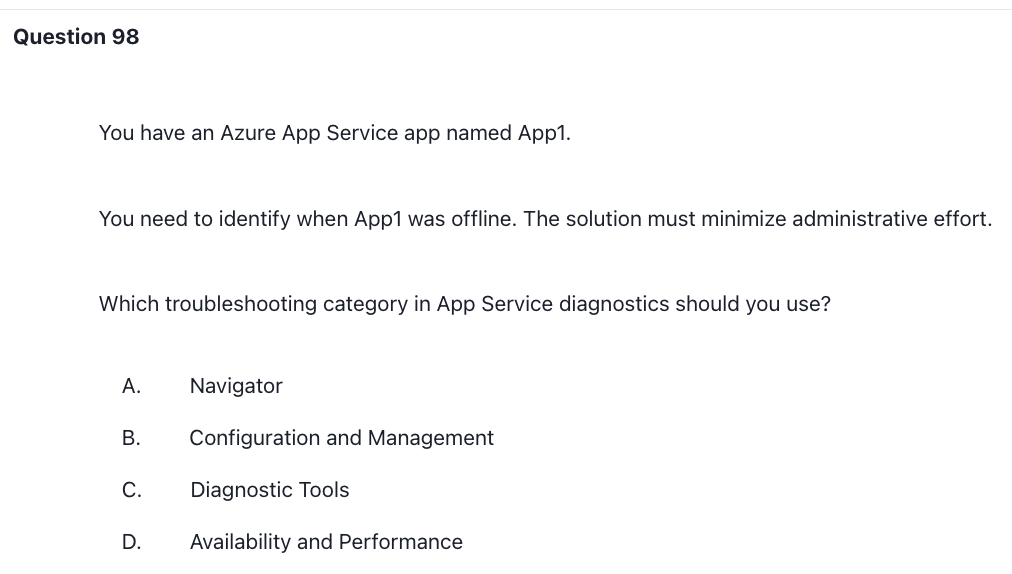 Question 98
You have an Azure App Service app named App1.
You need to identify when App1 was offline. The solution must minimize administrative effort.
Which troubleshooting category in App Service diagnostics should you use?
A. Navigator
B. Configuration and Management
C. Diagnostic Tools
D. Availability and Performance